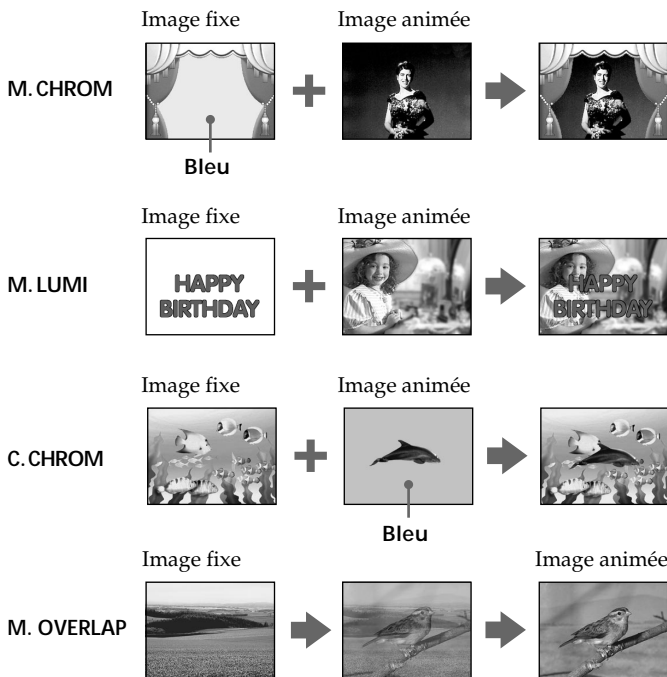 Image fixe Image animée
M. CHROM
Bleu
Image fixe Image animée
M. LUMI
HAPPY
BIRTHDAY
HAPPY
BIRTHDAY
Image fixe Image animée
C. CHROM
Bleu
Image fixe Image animée
M. OVERLAP